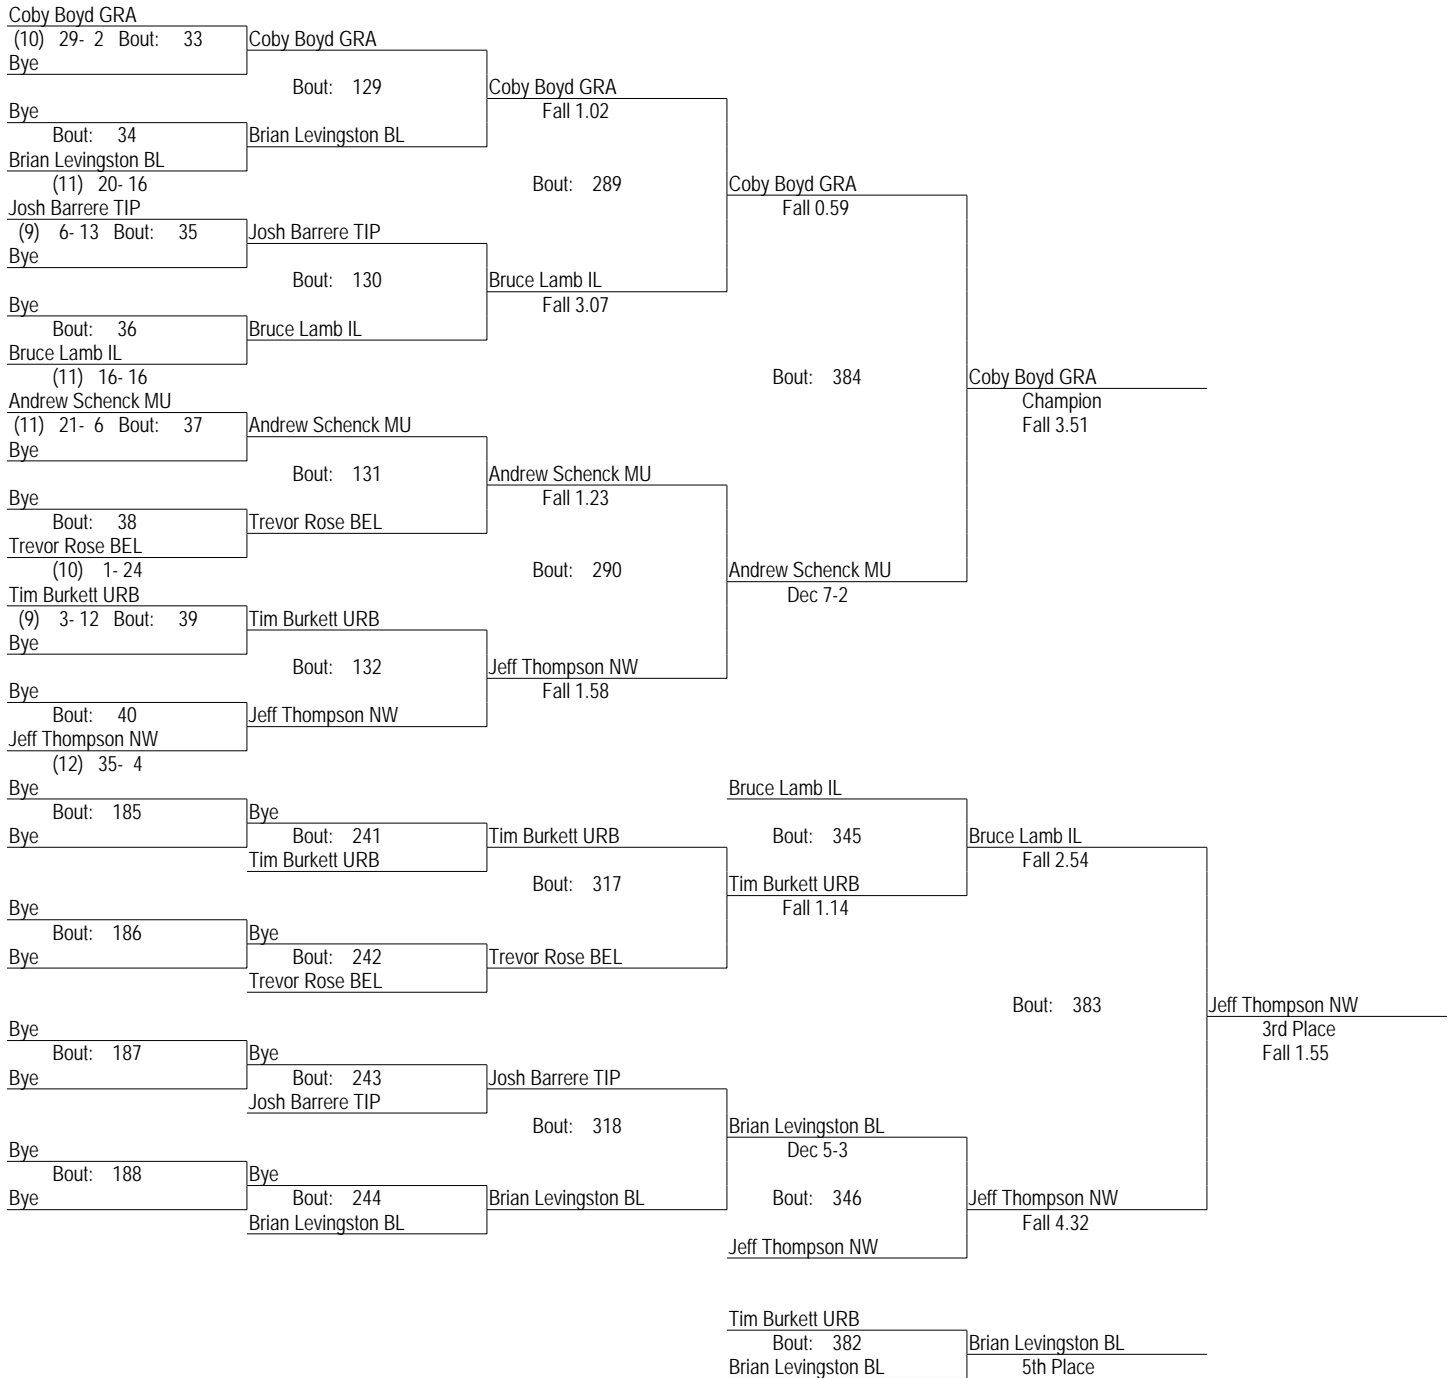 Coby Boyd GRA
(10) 29- 2 Bout: 33 Coby Boyd GRA
Bye
Bout: 129 Coby Boyd GRA
Bye Fall 1.02
Bout: 34 Brian Levingston BL
Brian Levingston BL
(11) 20- 16 Bout: 289 Coby Boyd GRA
Josh Barrere TIP Fall 0.59
(9) 6- 13 Bout: 35 Josh Barrere TIP
Bye
Bout: 130 Bruce Lamb IL
Bye Fall 3.07
Bout: 36 Bruce Lamb IL
Bruce Lamb IL
(11) 16- 16 Bout: 384 Coby Boyd GRA
Andrew Schenck MU Champion
(11) 21- 6 Bout: 37 Andrew Schenck MU Fall 3.51
Bye
Bout: 131 Andrew Schenck MU
Bye Fall 1.23
Bout: 38 Trevor Rose BEL
Trevor Rose BEL
(10) 1- 24 Bout: 290 Andrew Schenck MU
Tim Burkett URB Dec 7-2
(9) 3- 12 Bout: 39 Tim Burkett URB
Bye
Bout: 132 Jeff Thompson NW
Bye Fall 1.58
Bout: 40 Jeff Thompson NW
Jeff Thompson NW
(12) 35- 4
Bye Bruce Lamb IL
Bout: 185 Bye
Bye Bout: 241 Tim Burkett URB Bout: 345 Bruce Lamb IL
Tim Burkett URB Fall 2.54
Bout: 317 Tim Burkett URB
Bye Fall 1.14
Bout: 186 Bye
Bye Bout: 242 Trevor Rose BEL
Trevor Rose BEL
Bout: 383 Jeff Thompson NW
Bye 3rd Place
Bout: 187 Bye Fall 1.55
Bye Bout: 243 Josh Barrere TIP
Josh Barrere TIP
Bout: 318 Brian Levingston BL
Bye Dec 5-3
Bout: 188 Bye
Bye Bout: 244 Brian Levingston BL Bout: 346 Jeff Thompson NW
Brian Levingston BL Fall 4.32
Jeff Thompson NW
Tim Burkett URB
Bout: 382 Brian Levingston BL
Brian Levingston BL 5th Place